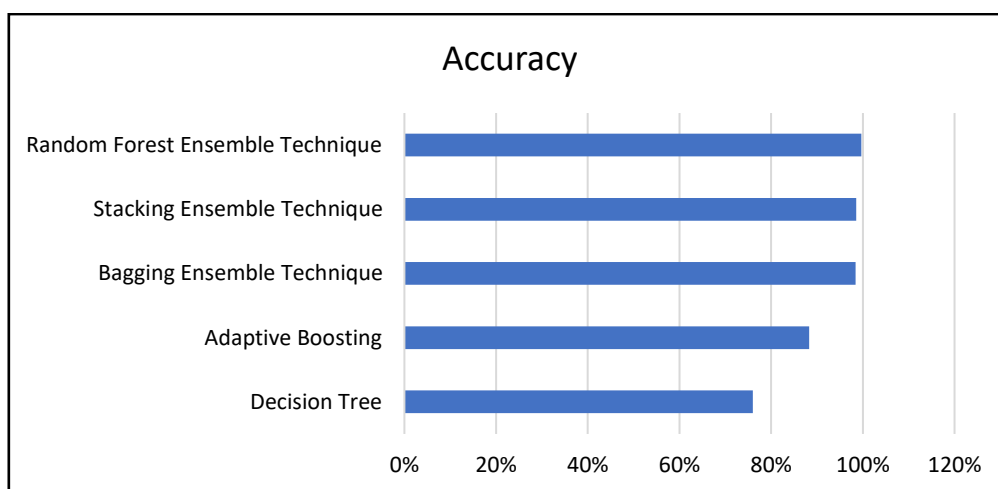 Accuracy
Random Forest Ensemble Technique
Stacking Ensemble Technique
Bagging Ensemble Technique
Adaptive Boosting
Decision Tree
0% 20% 40% 60% 80% 100% 120%